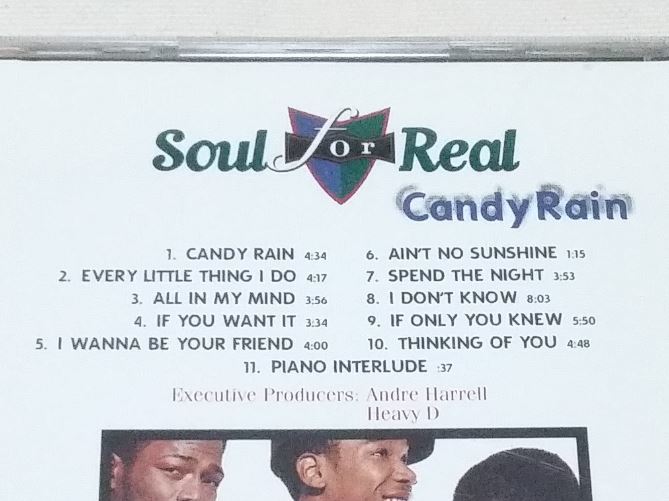 Soul for Real
Candy Rain
1. CANDY RAIN 4:34
2. EVERY LITTLE THING I DO 4:17
3. ALL IN MY MIND 3:56
4. IF YOU WANT IT 3:34
5. I WANNA BE YOUR FRIEND 4:00
6. AIN'T NO SUNSHINE 1:15
7. SPEND THE NIGHT 3:53
8. I DON'T KNOW 8:03
9. IF ONLY YOU KNEW 5:50
10. THINKING OF YOU 4:48
11. PIANO INTERLUDE :37
Executive Producers: Andre Harrell
Heavy D